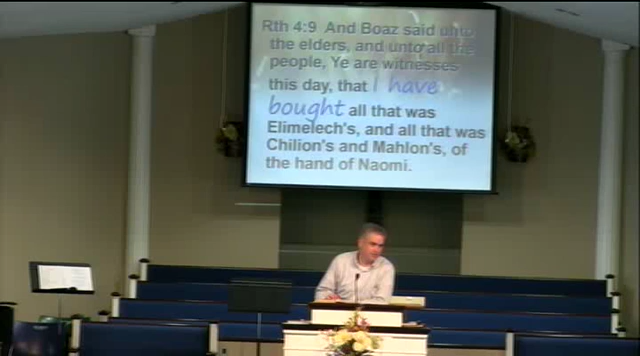 Rth 4:9 And Boaz said unto
the elders, and unto all the
people, Ye are witnesses
this day, that I have
bought all that was
Elimelech's, and all that was
Chilion's and Mahlon's, of
the hand of Naomi.